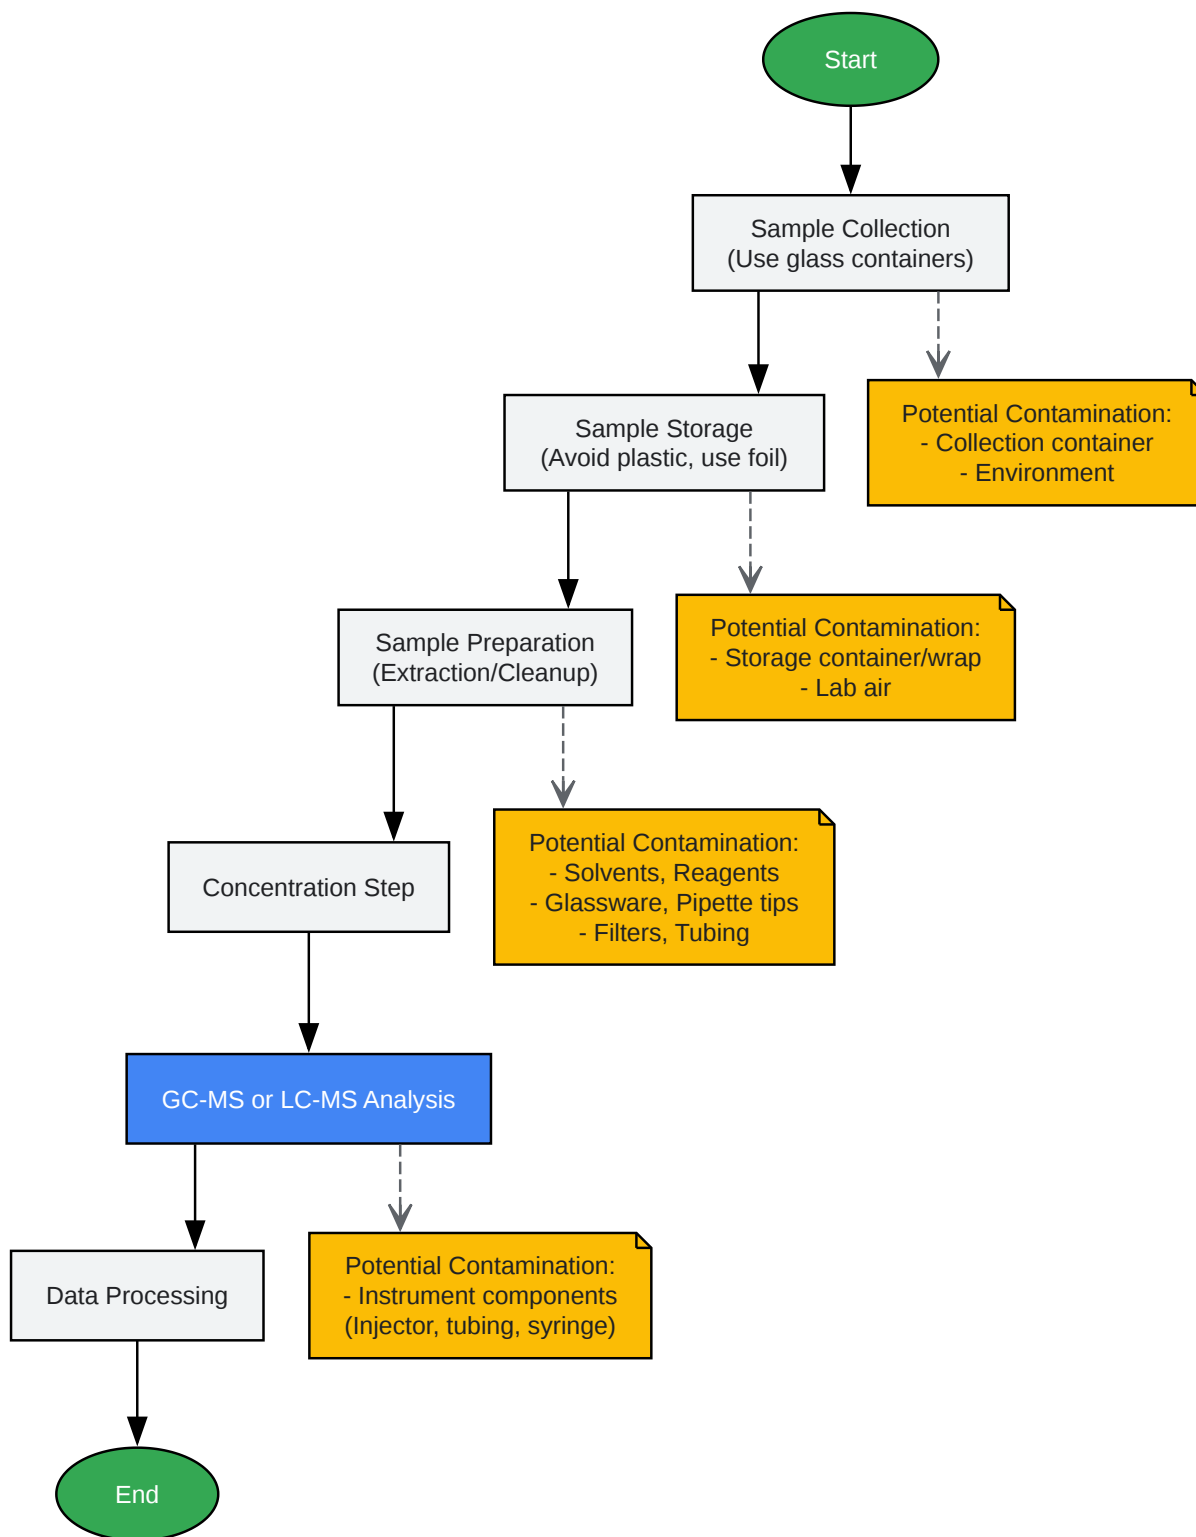 Start
Sample Collection
(Use glass containers)
Potential Contamination:
- Collection container
- Environment
Sample Storage
(Avoid plastic, use foil)
Potential Contamination:
- Storage container/wrap
- Lab air
Sample Preparation
(Extraction/Cleanup)
Potential Contamination:
- Solvents, Reagents
- Glassware, Pipette tips
- Filters, Tubing
Concentration Step
GC-MS or LC-MS Analysis
Potential Contamination:
- Instrument components
(Injector, tubing, syringe)
Data Processing
End